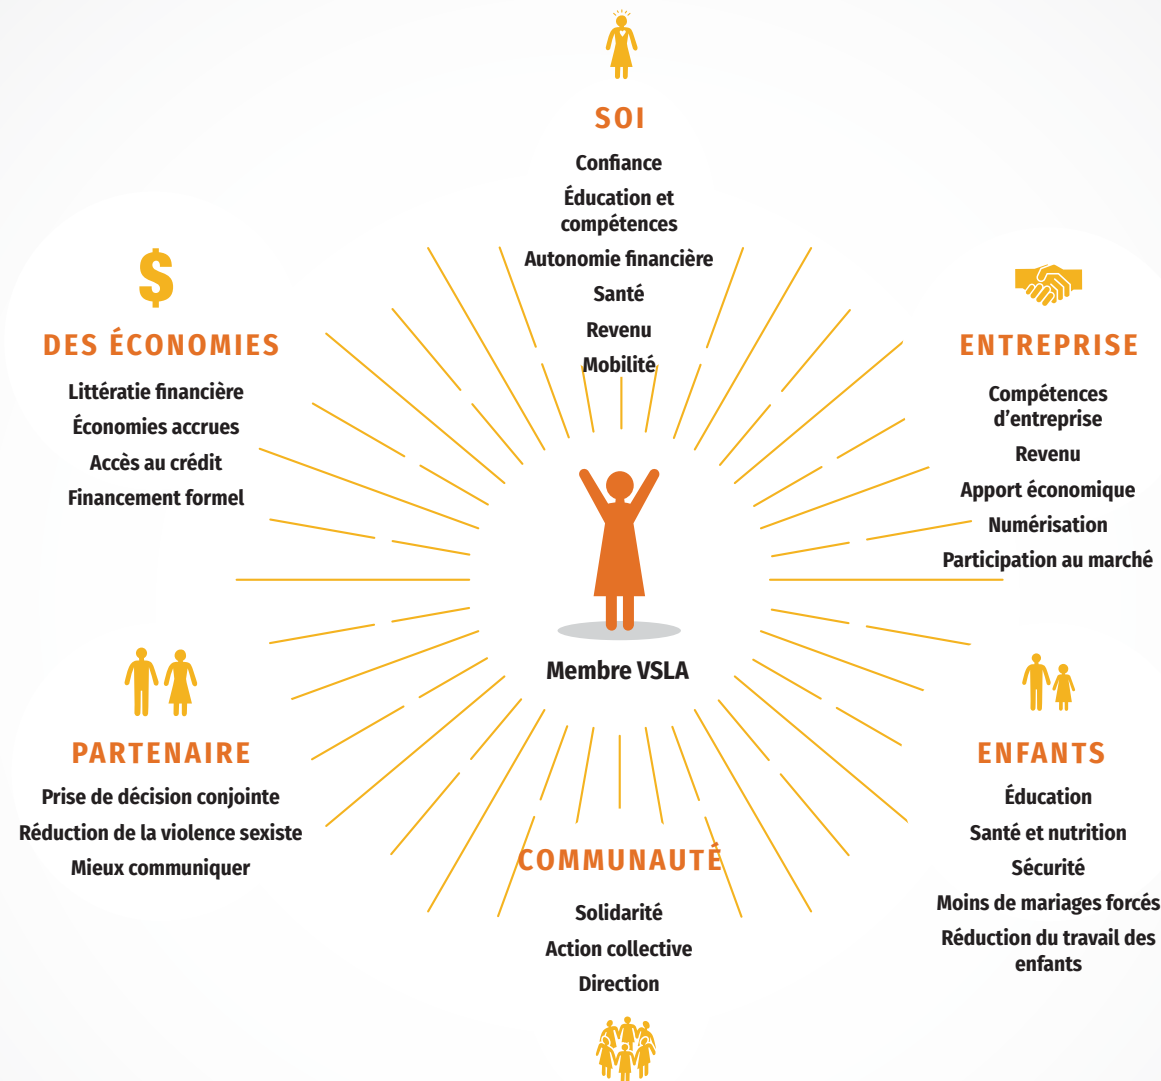 SOI
Confiance
Éducation et
compétences
Autonomie financière
Santé
Revenu
Mobilité
$
DES ÉCONOMIES
Littératie financière
Économies accrues
Accès au crédit
Financement formel
ENTREPRISE
Compétences
d’entreprise
Revenu
Apport économique
Numérisation
Participation au marché
Membre VSLA
PARTENAIRE
Prise de décision conjointe
Réduction de la violence sexiste
Mieux communiquer
ENFANTS
Éducation
Santé et nutrition
Sécurité
Moins de mariages forcés
Réduction du travail des
enfants
COMMUNAUTÉ
Solidarité
Action collective
Direction